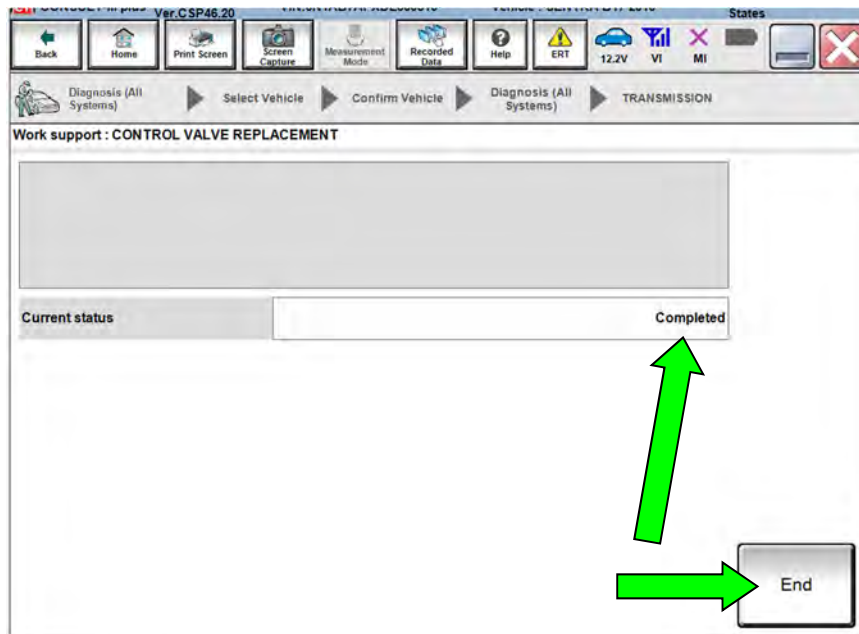 Ver.CSP46.20
States
Back
Home
Print Screen
Screen Capture
Measurement Mode
Recorded Data
Help
ERT
12.2V
VI
MI
Diagnosis (All Systems)
Select Vehicle
Confirm Vehicle
Diagnosis (All Systems)
TRANSMISSION
Work support : CONTROL VALVE REPLACEMENT
Current status
Completed
End